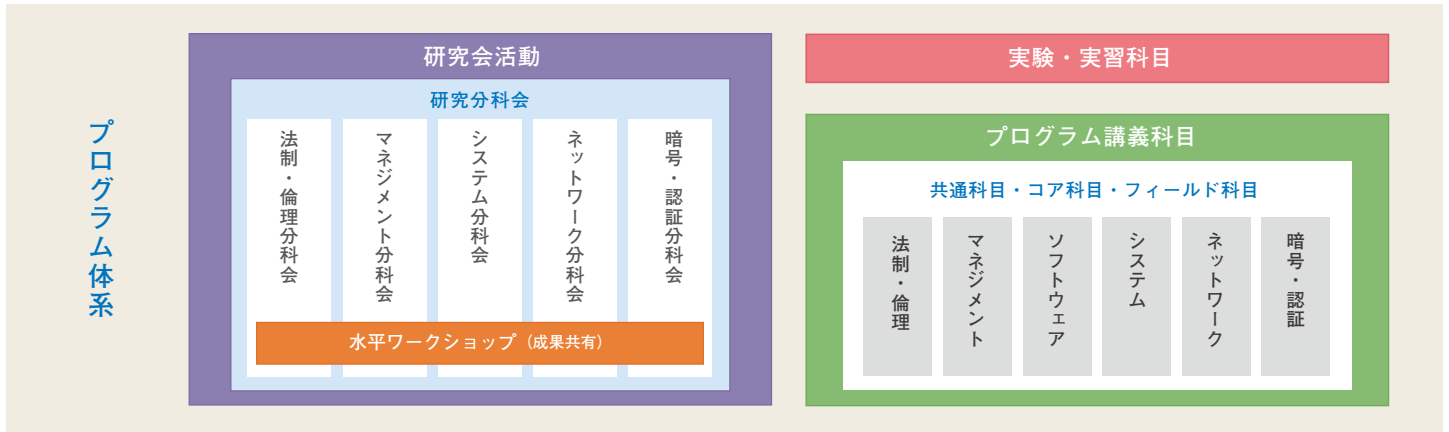 プログラム体系
研究会活動
研究分科会
法制・倫理分科会
マネジメント分科会
システム分科会
ネットワーク分科会
暗号・認証分科会
水平ワークショップ（成果共有）
実験・実習科目
プログラム講義科目
共通科目・コア科目・フィールド科目
法制・倫理
マネジメント
ソフトウェア
システム
ネットワーク
暗号・認証